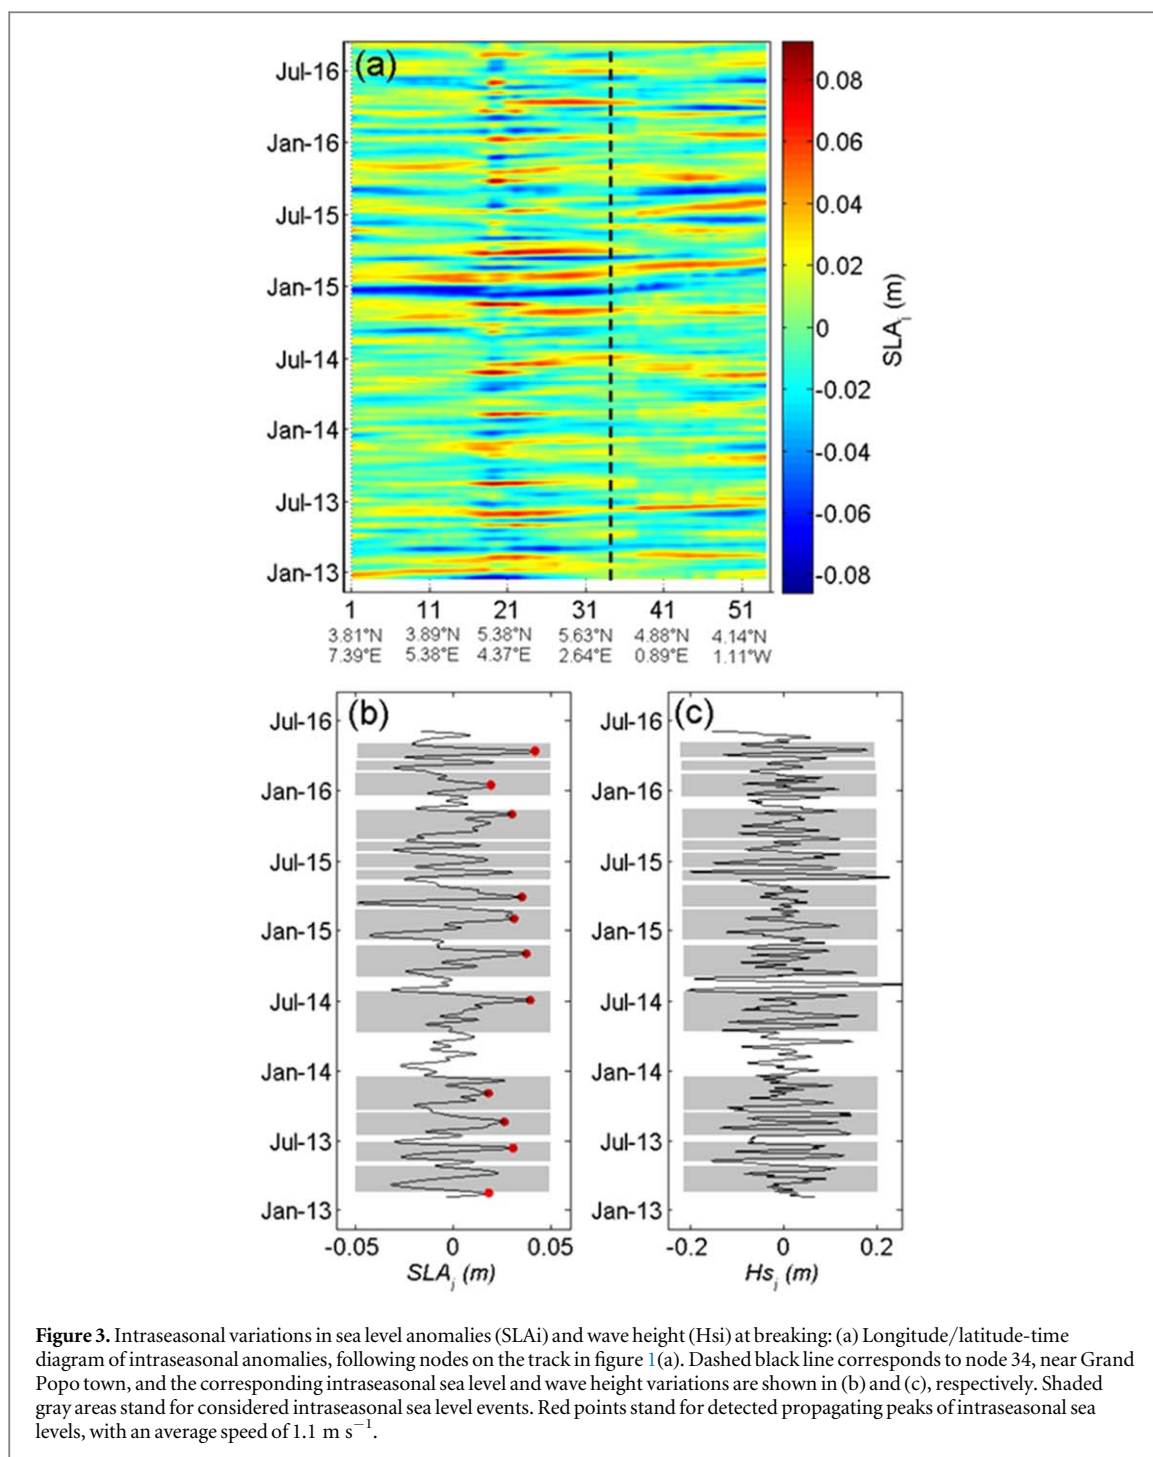 (a)
Jul-16
Jan-16
Jul-15
Jan-15
Jul-14
Jan-14
Jul-13
Jan-13
0.08
0.06
0.04
0.02
0
-0.02
-0.04
-0.06
-0.08
SLAi (m)
1 11 21 31 41 51
3.81°N 3.89°N 5.38°N 5.63°N 4.88°N 4.14°N
7.39°E 5.38°E 4.37°E 2.64°E 0.89°E 1.11°W
(b)
Jul-16
Jan-16
Jul-15
Jan-15
Jul-14
Jan-14
Jul-13
Jan-13
-0.05 0 0.05
SLAi (m)
(c)
Jul-16
Jan-16
Jul-15
Jan-15
Jul-14
Jan-14
Jul-13
Jan-13
-0.2 0 0.2
Hsi (m)
Figure 3. Intraseasonal variations in sea level anomalies (SLAi) and wave height (Hsi) at breaking: (a) Longitude/latitude-time
diagram of intraseasonal anomalies, following nodes on the track in figure 1(a). Dashed black line corresponds to node 34, near Grand
Popo town, and the corresponding intraseasonal sea level and wave height variations are shown in (b) and (c), respectively. Shaded
gray areas stand for considered intraseasonal sea level events. Red points stand for detected propagating peaks of intraseasonal sea
levels, with an average speed of 1.1 m s⁻¹.